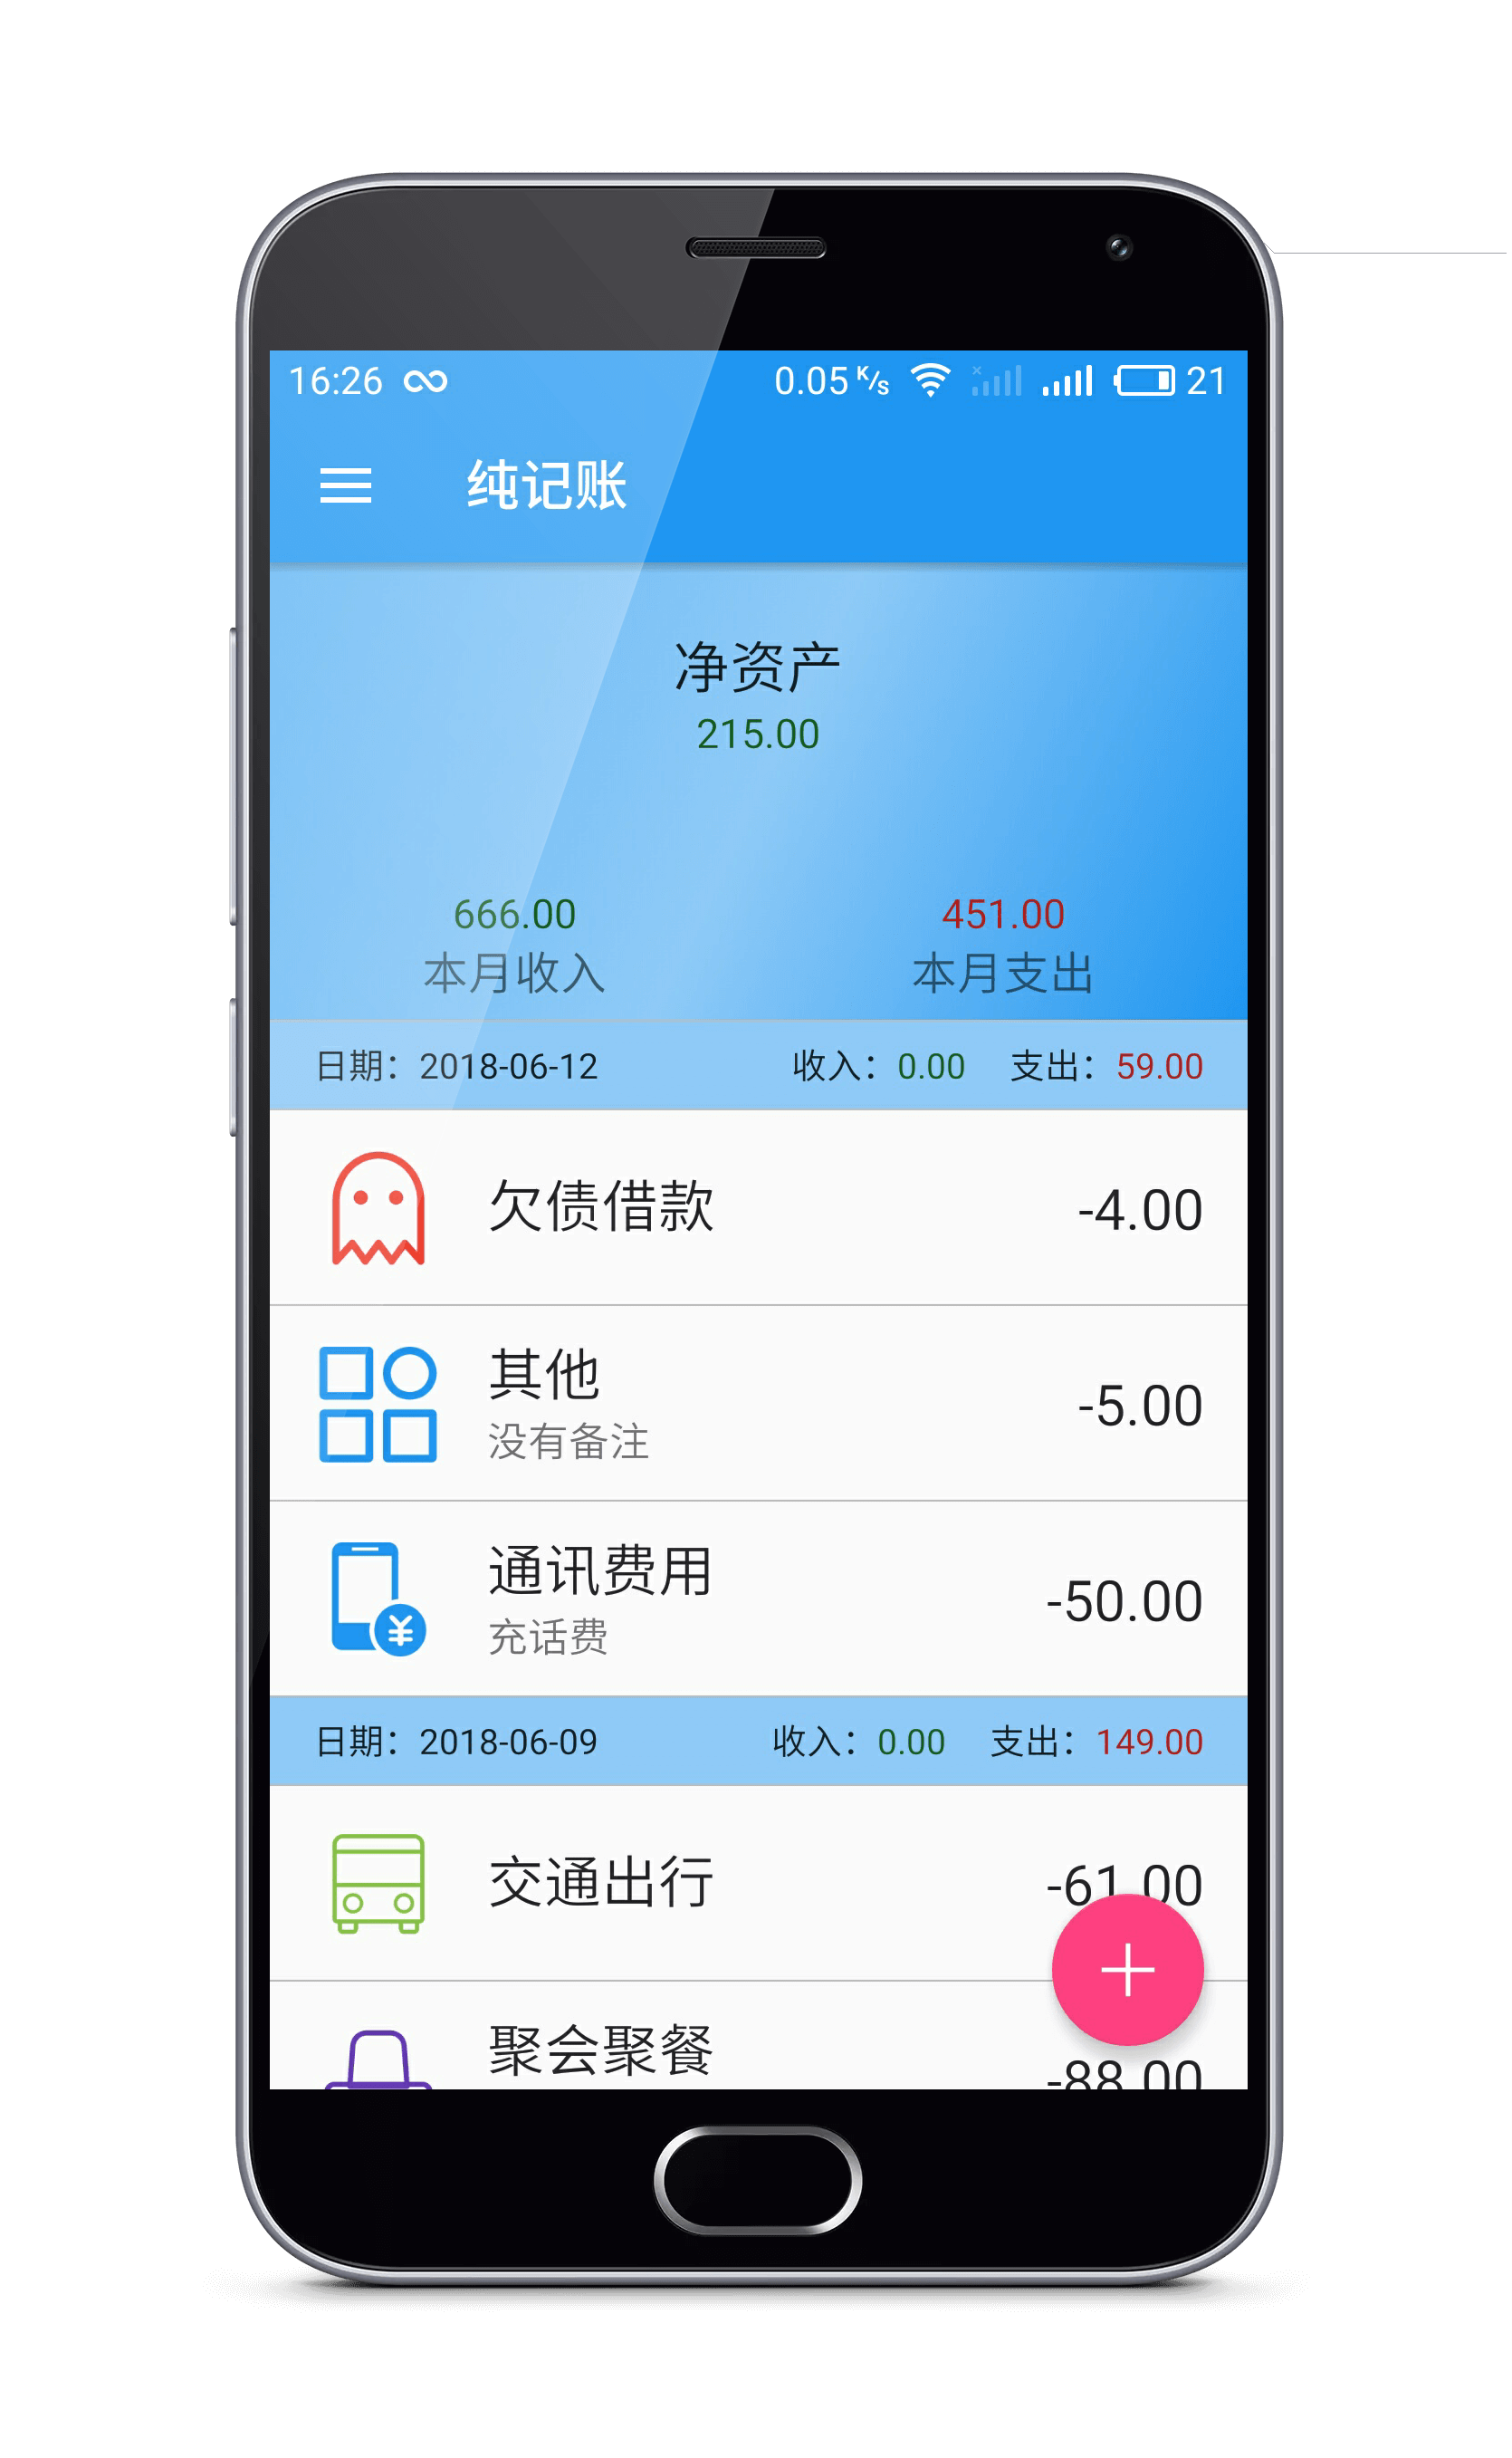 16:26 0.05 K/s 21
纯记账
净资产
215.00
666.00 451.00
本月收入 本月支出
日期：2018-06-12 收入：0.00 支出：59.00
欠债借款 -4.00
其他 -5.00
没有备注
通讯费用 -50.00
充话费
日期：2018-06-09 收入：0.00 支出：149.00
交通出行 -61.00
聚会聚餐 -88.00